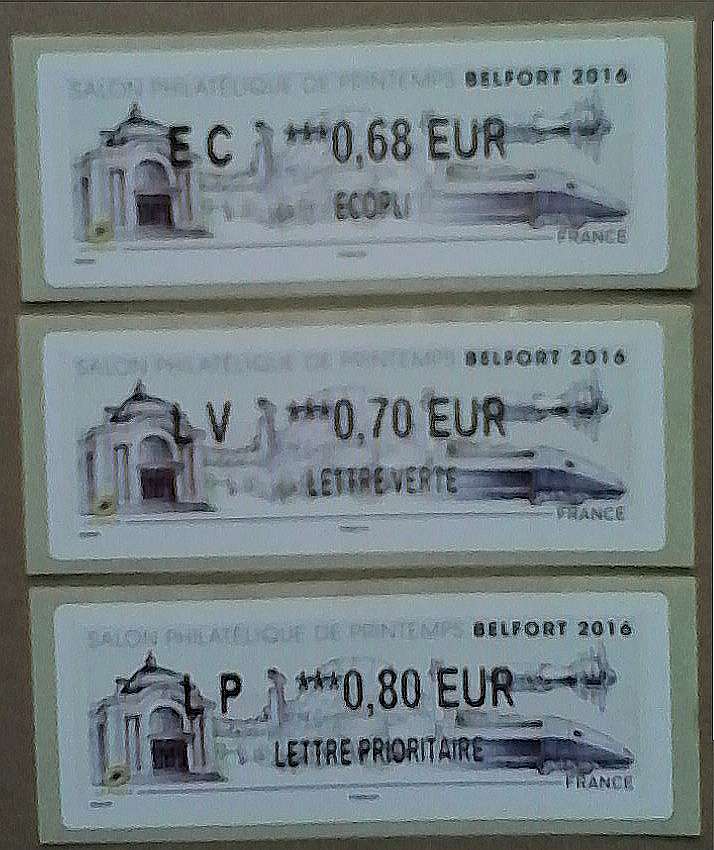 SALON PHILATÉLIQUE DE PRINTEMPS BELFORT 2016
EC ***0,68 EUR
ECOPLI
FRANCE
SALON PHILATÉLIQUE DE PRINTEMPS BELFORT 2016
LV ***0,70 EUR
LETTRE VERTE
FRANCE
SALON PHILATÉLIQUE DE PRINTEMPS BELFORT 2016
LP ***0,80 EUR
LETTRE PRIORITAIRE
FRANCE